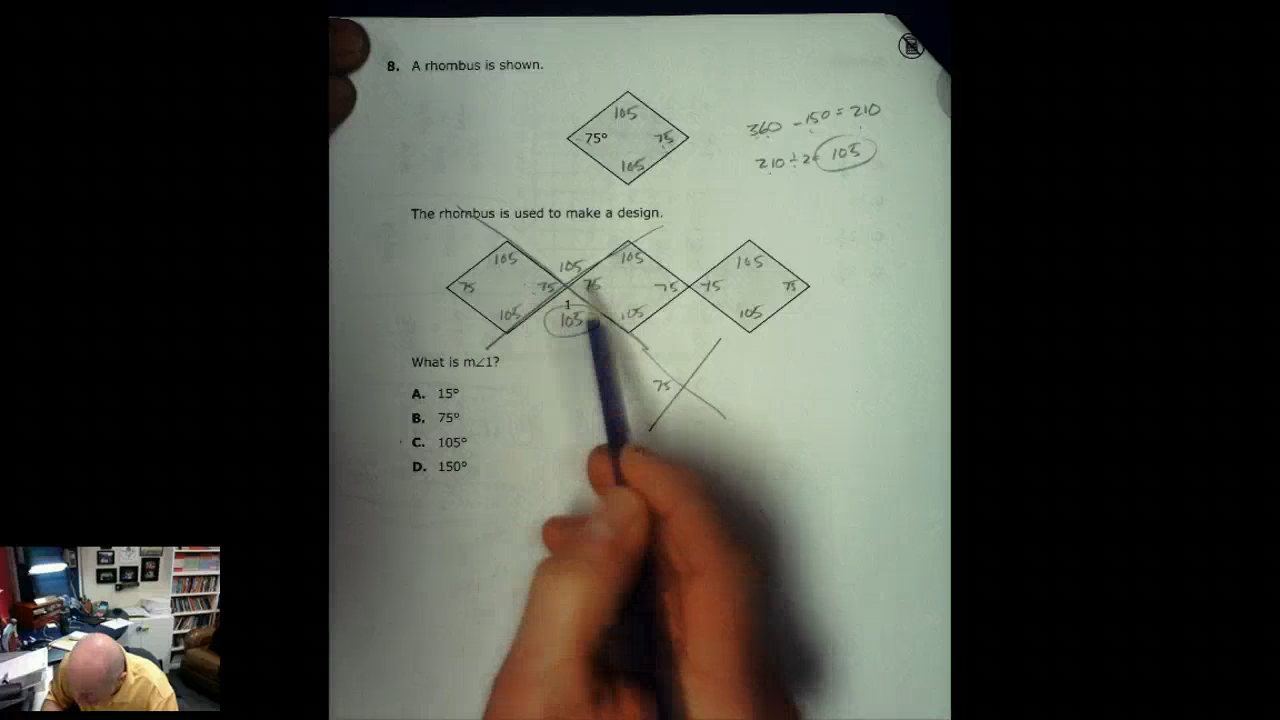 8. A rhombus is shown.
105
75° 75
105
360 - 150 = 210
210 ÷ 2 = 105
The rhombus is used to make a design.
105 105 105 105
75 75 75 75 75 75
1
105 105 105 105
What is m∠1?
75
A. 15°
B. 75°
C. 105°
D. 150°